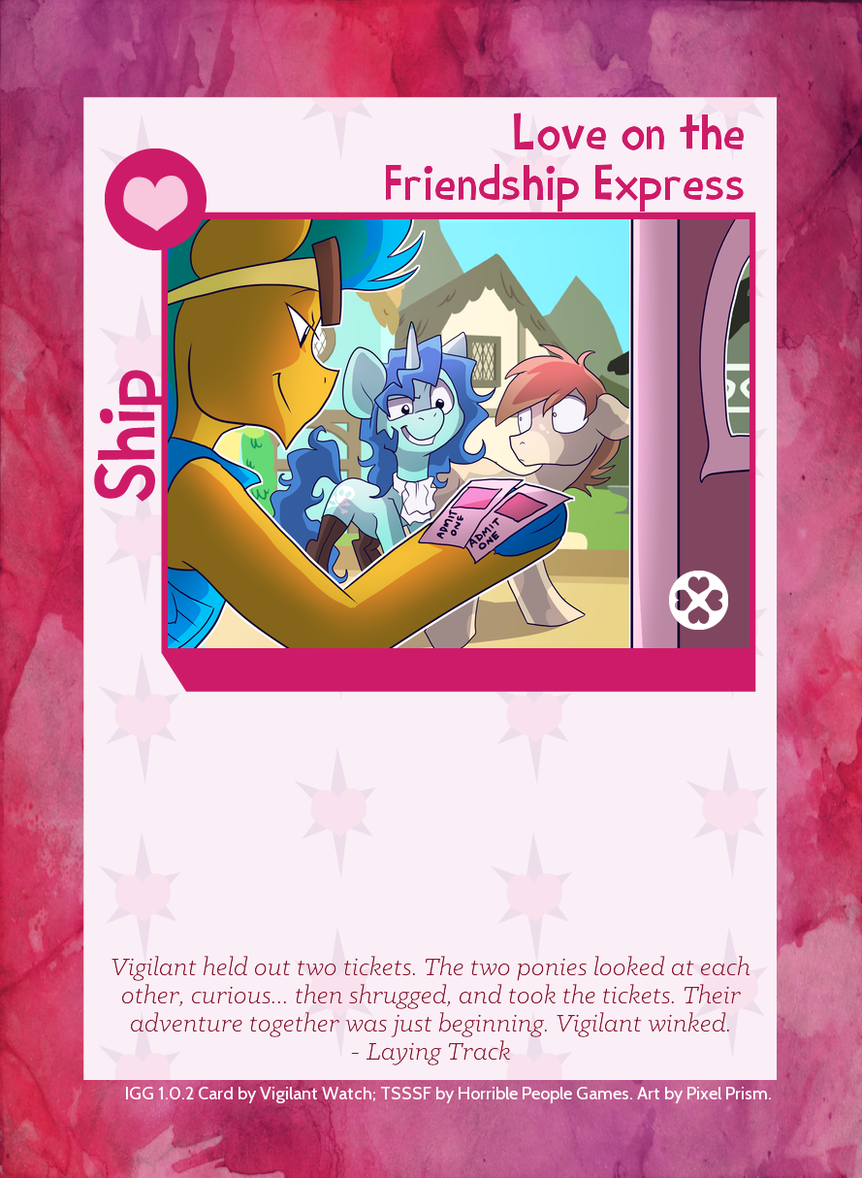 Love on the
Friendship Express
Ship
ADMIT
ONE
ADMIT
ONE
Vigilant held out two tickets. The two ponies looked at each
other, curious... then shrugged, and took the tickets. Their
adventure together was just beginning. Vigilant winked.
- Laying Track
IGG 1.0.2 Card by Vigilant Watch; TSSSF by Horrible People Games. Art by Pixel Prism.